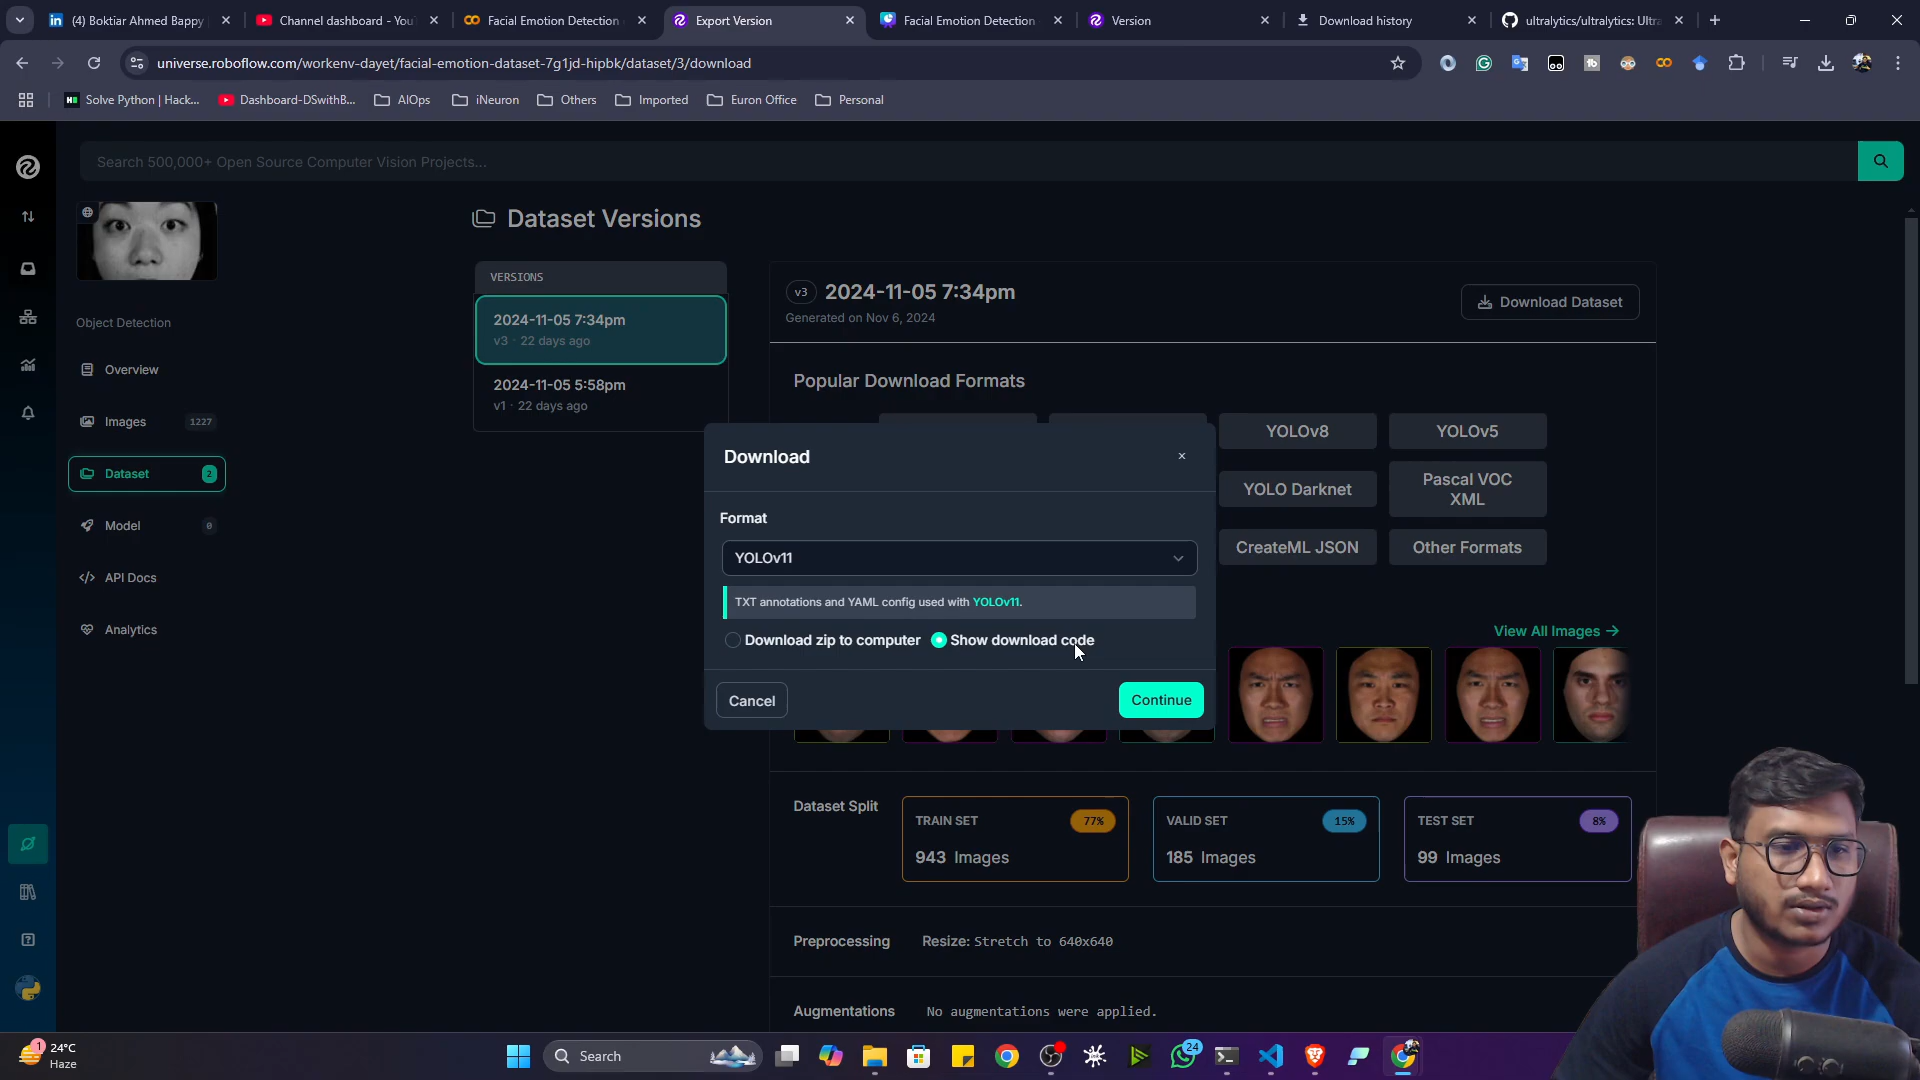 (4) Boktiar Ahmed Bappy
Channel dashboard - You
Facial Emotion Detection
Export Version
Facial Emotion Detection
Version
Download history
ultralytics/ultralytics: Ultra
universe.roboflow.com/workenv-dayet/facial-emotion-dataset-7g1jd-hipbk/dataset/3/download
Solve Python | Hack...
Dashboard-DSwithB...
AIOps
iNeuron
Others
Imported
Euron Office
Personal
Search 500,000+ Open Source Computer Vision Projects...
Dataset Versions
VERSIONS
2024-11-05 7:34pm
v3 · 22 days ago
2024-11-05 5:58pm
v1 · 22 days ago
v3 2024-11-05 7:34pm
Generated on Nov 6, 2024
Download Dataset
Object Detection
Overview
Images 1227
Dataset 2
Model 0
API Docs
Analytics
Popular Download Formats
YOLOv8
YOLOv5
YOLO Darknet
Pascal VOC
XML
CreateML JSON
Other Formats
Download
Format
YOLOv11
TXT annotations and YAML config used with YOLOv11.
Download zip to computer
Show download code
Cancel
Continue
View All Images →
Dataset Split
TRAIN SET 77%
943 Images
VALID SET 15%
185 Images
TEST SET 8%
99 Images
Preprocessing
Resize: Stretch to 640x640
Augmentations
No augmentations were applied.
1
24°C
Haze
Search
24